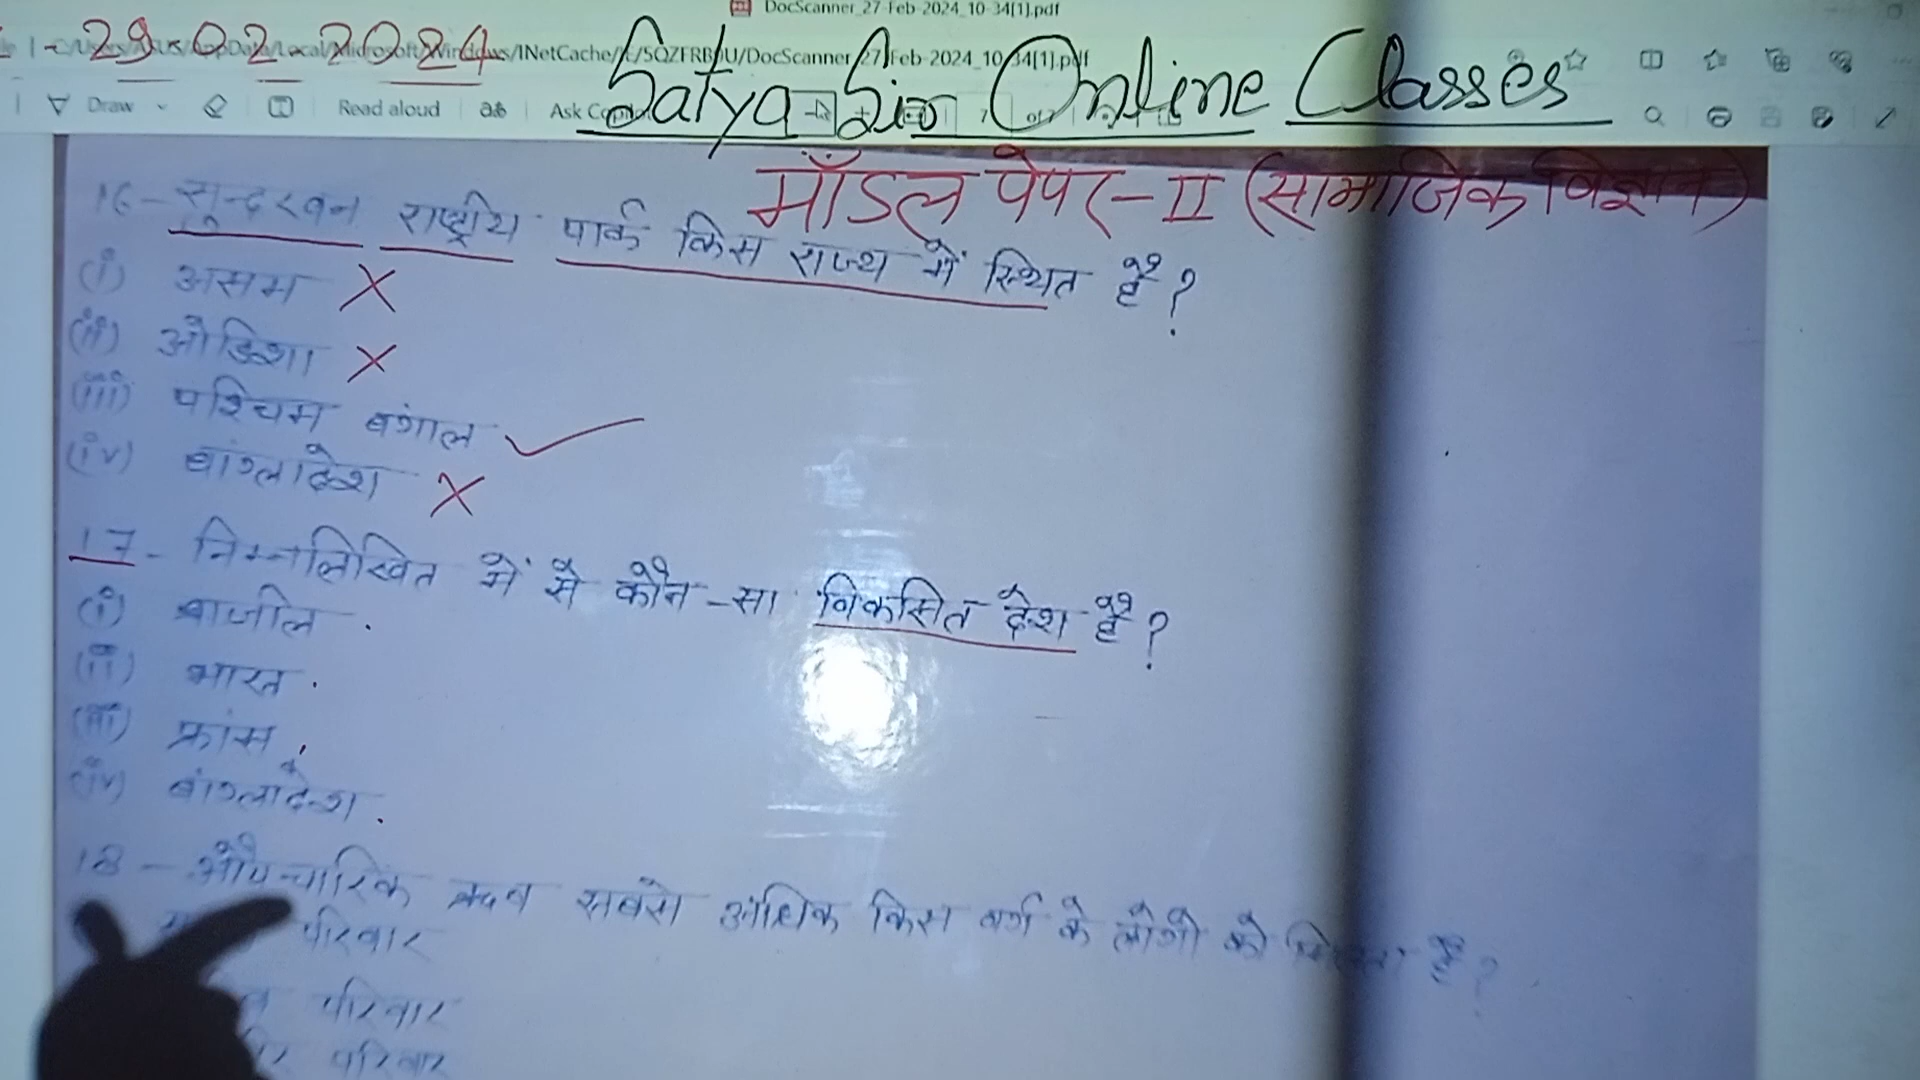 DocScanner_27-Feb-2024_10-34[1].pdf
29-02-2024
Satya Sir Online Classes
Draw Read aloud
मॉडल पेपर-II (सामाजिक विज्ञान)
16- सुन्दरवन राष्ट्रीय पार्क किस राज्य में स्थित है?
(i) असम ✗
(ii) ओडिशा ✗
(iii) पश्चिम बंगाल ✓
(iv) बांग्लादेश ✗
17- निम्नलिखित में से कौन-सा विकसित देश है?
(i) ब्राजील
(ii) भारत
(iii) फ्रांस
(iv) बांग्लादेश
18- औपचारिक सबसे अधिक किस वर्ग के लोगों को है?
परिवार
परिवार
परिवार